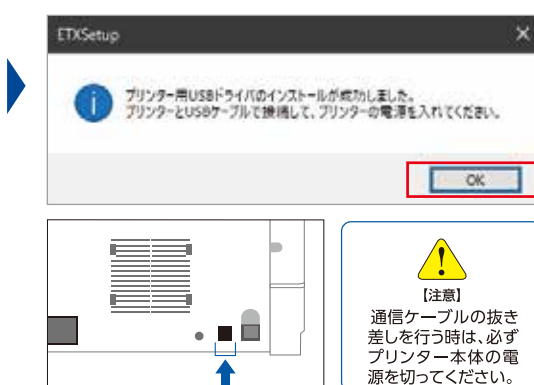 ETXSetup
プリンター用USBドライバのインストールが成功しました。
プリンターとUSBケーブルで接続して、プリンターの電源を入れてください。
OK
【注意】
通信ケーブルの抜き
差しを行う時は、必ず
プリンター本体の電
源を切ってください。